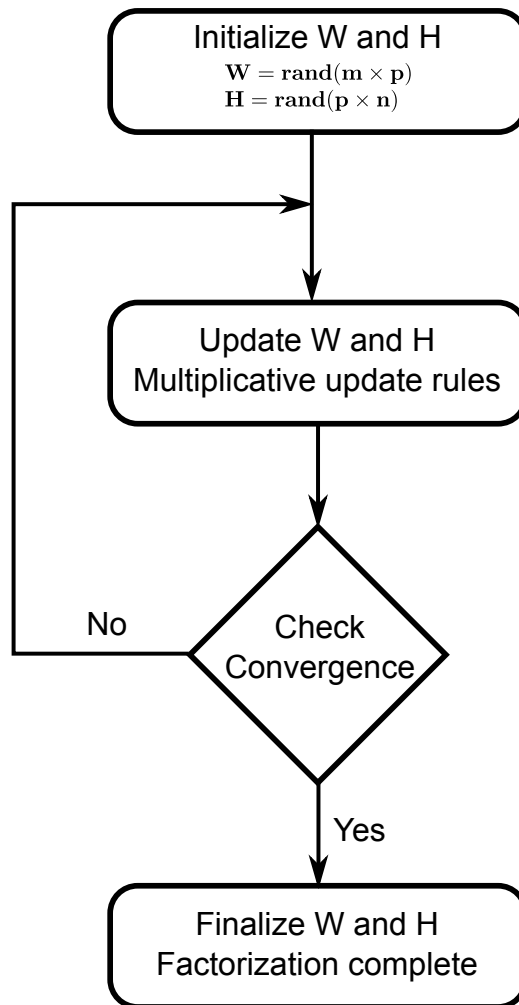 Initialize W and H
W = rand(m × p)
H = rand(p × n)
Update W and H
Multiplicative update rules
No
Check
Convergence
Yes
Finalize W and H
Factorization complete